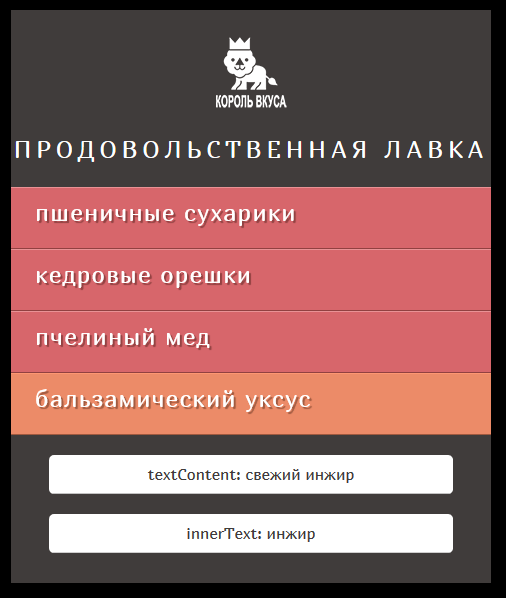 КОРОЛЬ ВКУСА
ПРОДОВОЛЬСТВЕННАЯ ЛАВКА
пшеничные сухарики
кедровые орешки
пчелиный мед
бальзамический уксус
textContent: свежий инжир
innerText: инжир